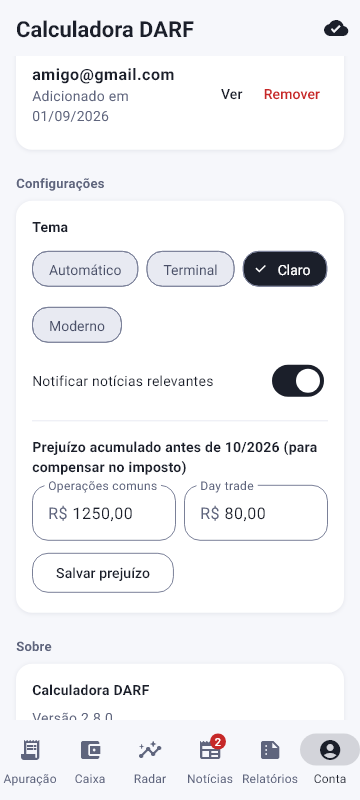 Calculadora DARF
amigo@gmail.com
Adicionado em
01/09/2026
Ver
Remover
Configurações
Tema
Automático
Terminal
Claro
Moderno
Notificar notícias relevantes
Prejuízo acumulado antes de 10/2026 (para
compensar no imposto)
Operações comuns
R$ 1250,00
Day trade
R$ 80,00
Salvar prejuízo
Sobre
Calculadora DARF
Versão 2.8.0
2
Apuração
Caixa
Radar
Notícias
Relatórios
Conta